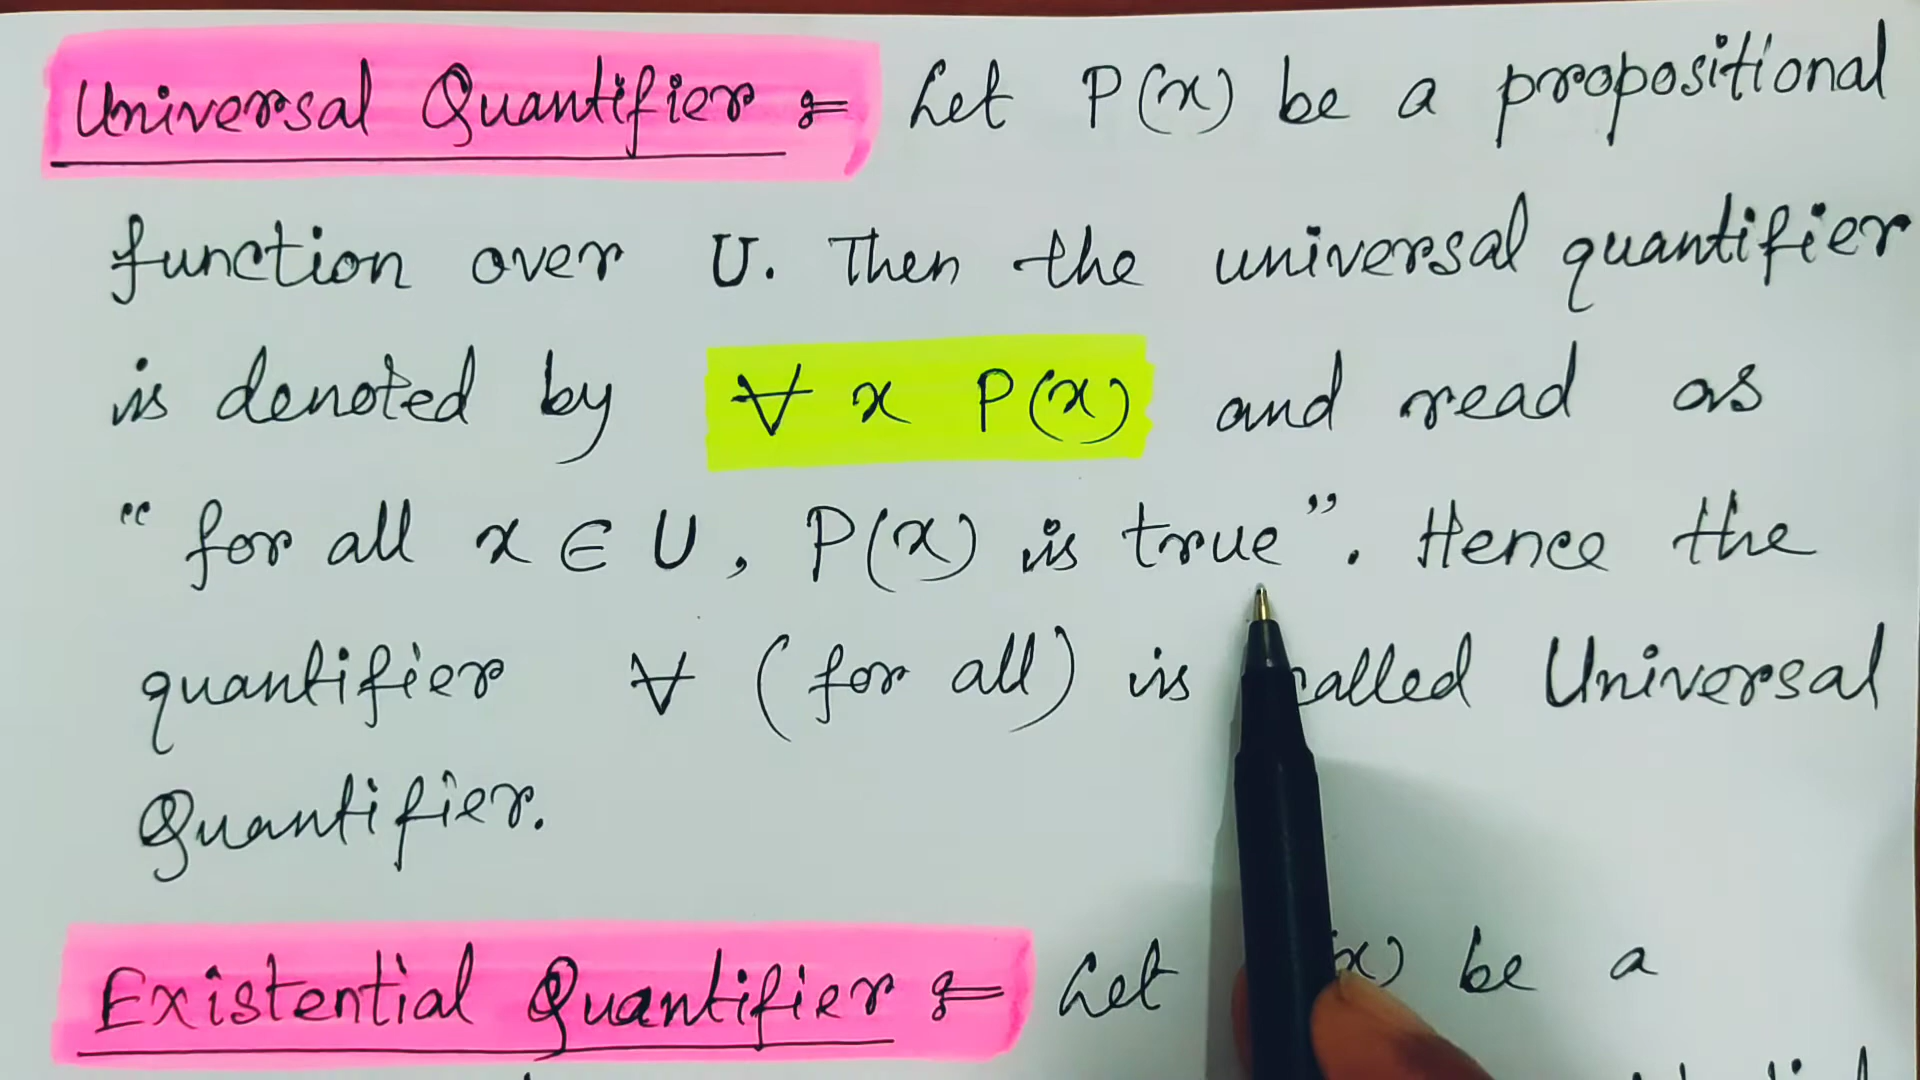 Universal Quantifier :- Let P(x) be a propositional
function over U. Then the universal quantifier
is denoted by ∀ x P(x) and read as
“for all x ∈ U, P(x) is true”. Hence the
quantifier ∀ (for all) is called Universal
Quantifier.
Existential Quantifier :- Let (x) be a